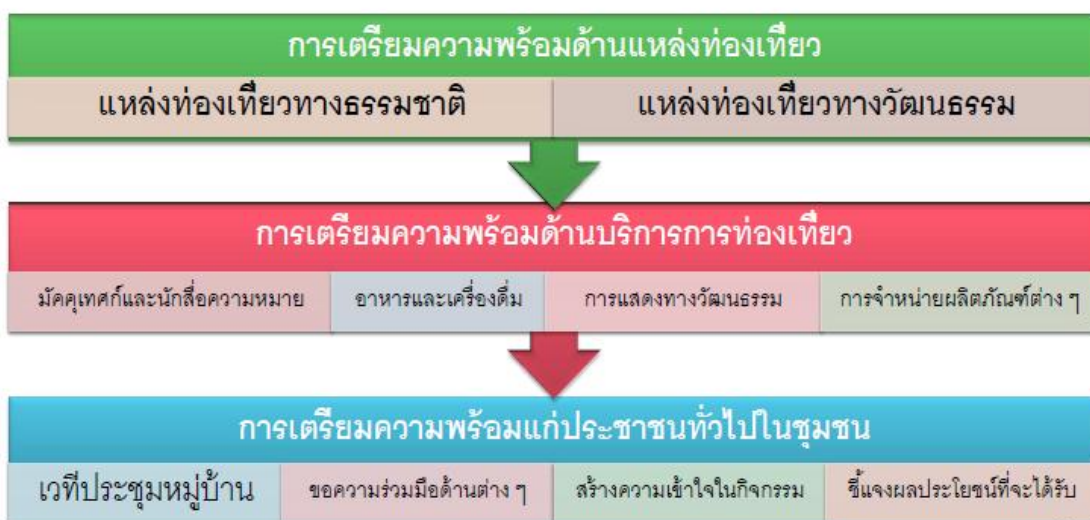 การเตรียมความพร้อมด้านแหล่งท่องเที่ยว
แหล่งท่องเที่ยวทางธรรมชาติ แหล่งท่องเที่ยวทางวัฒนธรรม
การเตรียมความพร้อมด้านบริการการท่องเที่ยว
มัคคุเทศก์และนักสื่อความหมาย อาหารและเครื่องดื่ม การแสดงทางวัฒนธรรม การจำหน่ายผลิตภัณฑ์ต่าง ๆ
การเตรียมความพร้อมแก่ประชาชนทั่วไปในชุมชน
เวทีประชุมหมู่บ้าน ขอความร่วมมือด้านต่าง ๆ สร้างความเข้าใจในกิจกรรม ชี้แจงผลประโยชน์ที่จะได้รับ